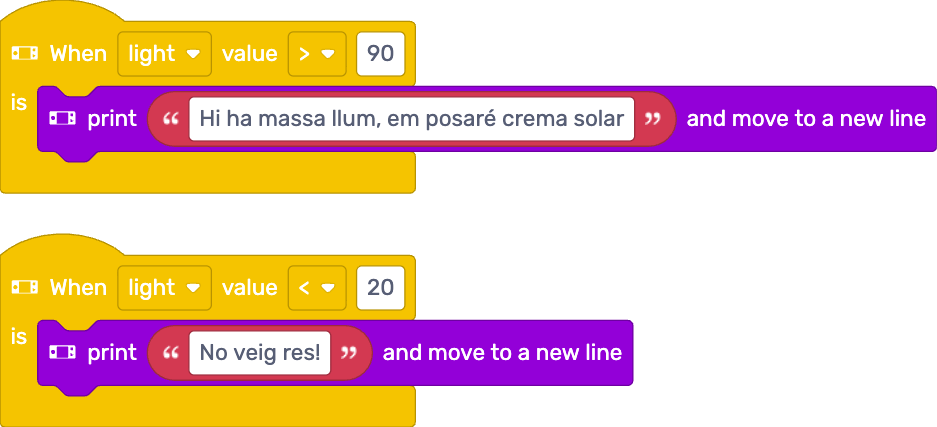 When light value > 90
is print “ Hi ha massa llum, em posaré crema solar ” and move to a new line
When light value < 20
is print “ No veig res! ” and move to a new line